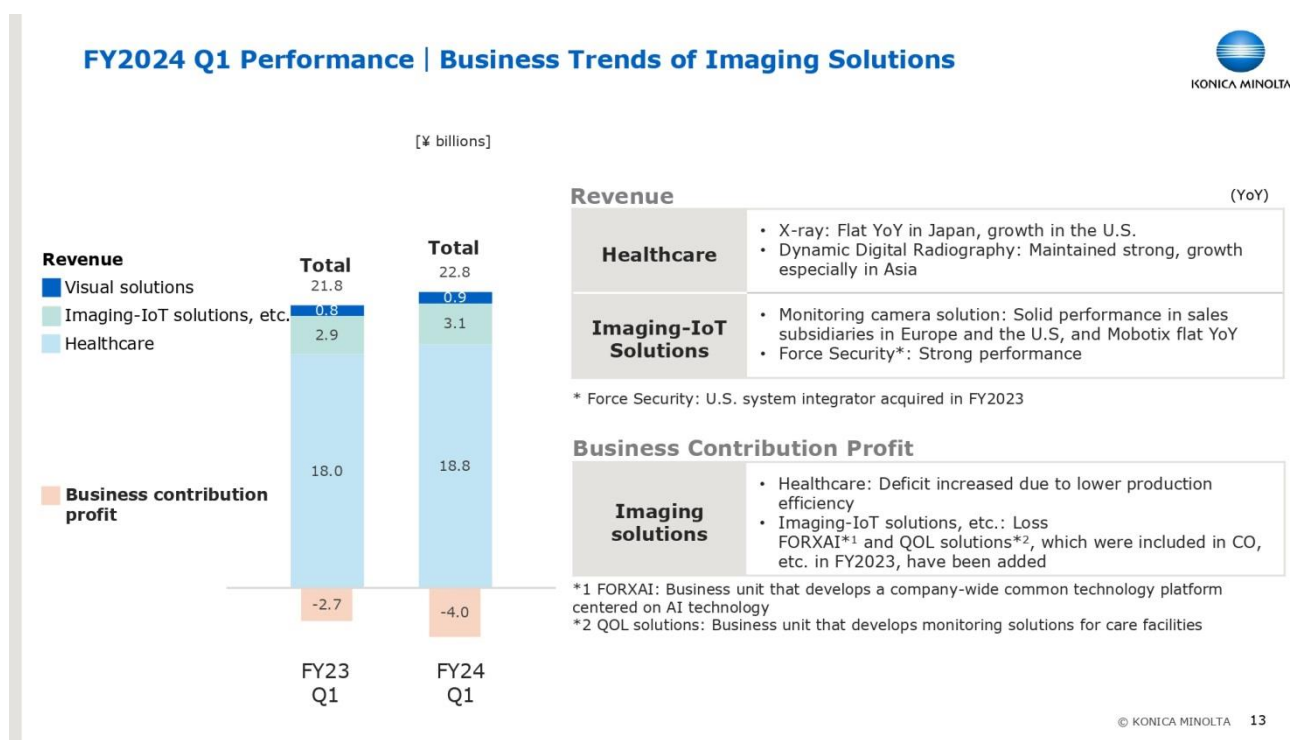 FY2024 Q1 Performance | Business Trends of Imaging Solutions
KONICA MINOLTA
[¥ billions]
Revenue
Visual solutions
Imaging-IoT solutions, etc.
Healthcare
Business contribution
profit
Total
21.8
0.8
2.9
18.0
-2.7
FY23
Q1
Total
22.8
0.9
3.1
18.8
-4.0
FY24
Q1
Revenue
(YoY)
Healthcare
• X-ray: Flat YoY in Japan, growth in the U.S.
• Dynamic Digital Radiography: Maintained strong, growth
especially in Asia
Imaging-IoT
Solutions
• Monitoring camera solution: Solid performance in sales
subsidiaries in Europe and the U.S, and Mobotix flat YoY
• Force Security*: Strong performance
* Force Security: U.S. system integrator acquired in FY2023
Business Contribution Profit
Imaging
solutions
• Healthcare: Deficit increased due to lower production
efficiency
• Imaging-IoT solutions, etc.: Loss
FORXAI*1 and QOL solutions*2, which were included in CO,
etc. in FY2023, have been added
*1 FORXAI: Business unit that develops a company-wide common technology platform
centered on AI technology
*2 QOL solutions: Business unit that develops monitoring solutions for care facilities
© KONICA MINOLTA 13